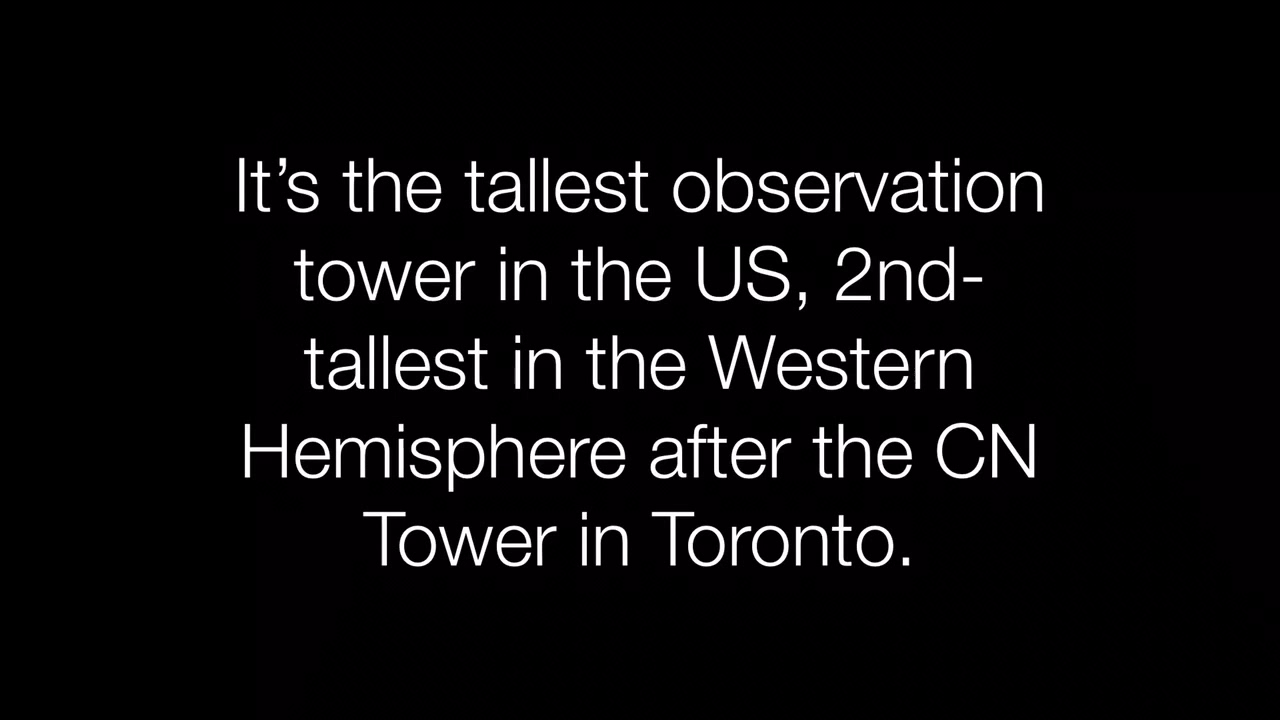 It’s the tallest observation
tower in the US, 2nd-
tallest in the Western
Hemisphere after the CN
Tower in Toronto.